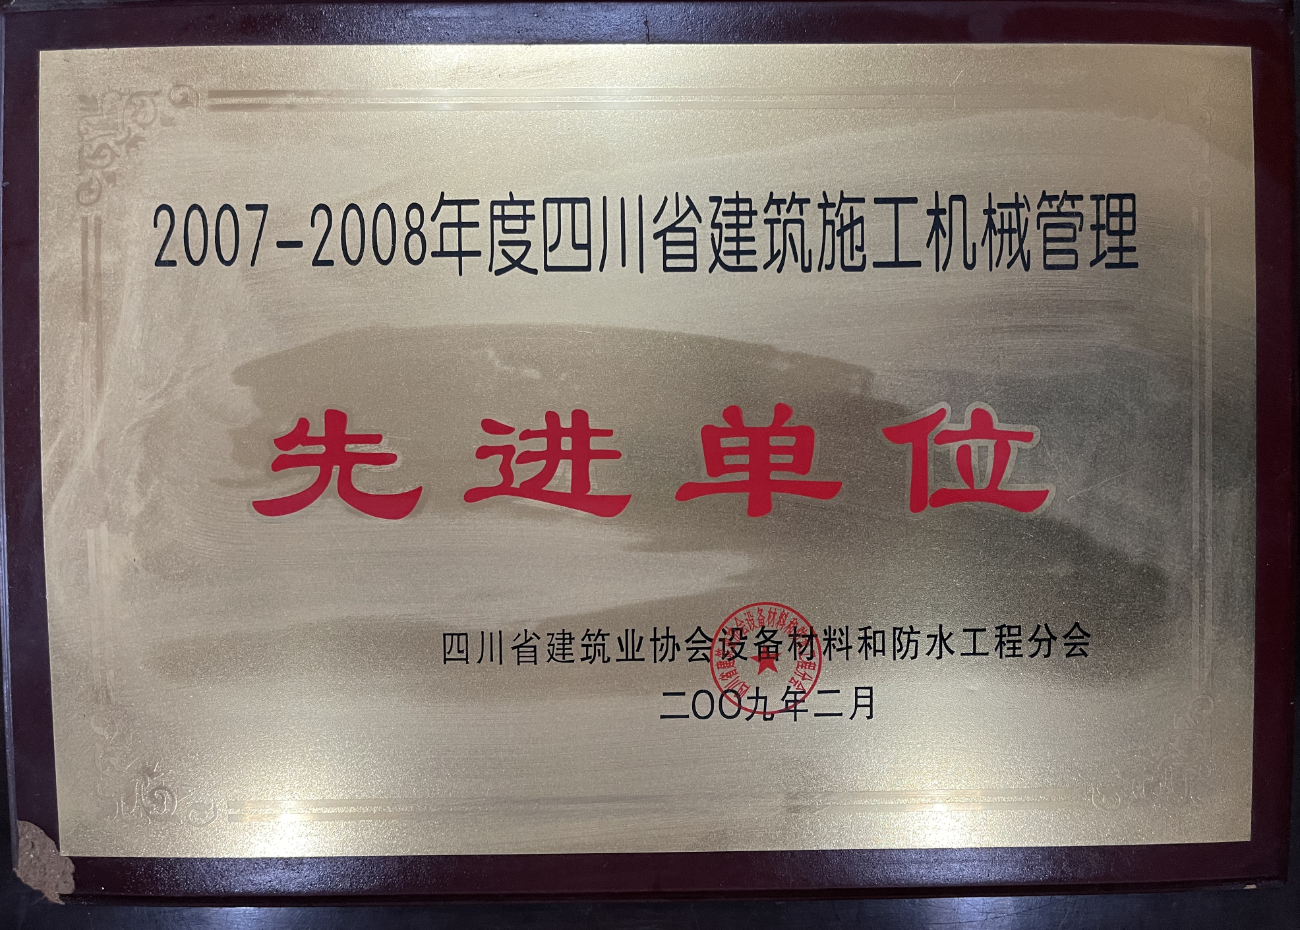 2007-2008年度四川省建筑施工机械管理
先进单位
四川省建筑业协会设备材料和防水工程分会
二〇〇九年二月